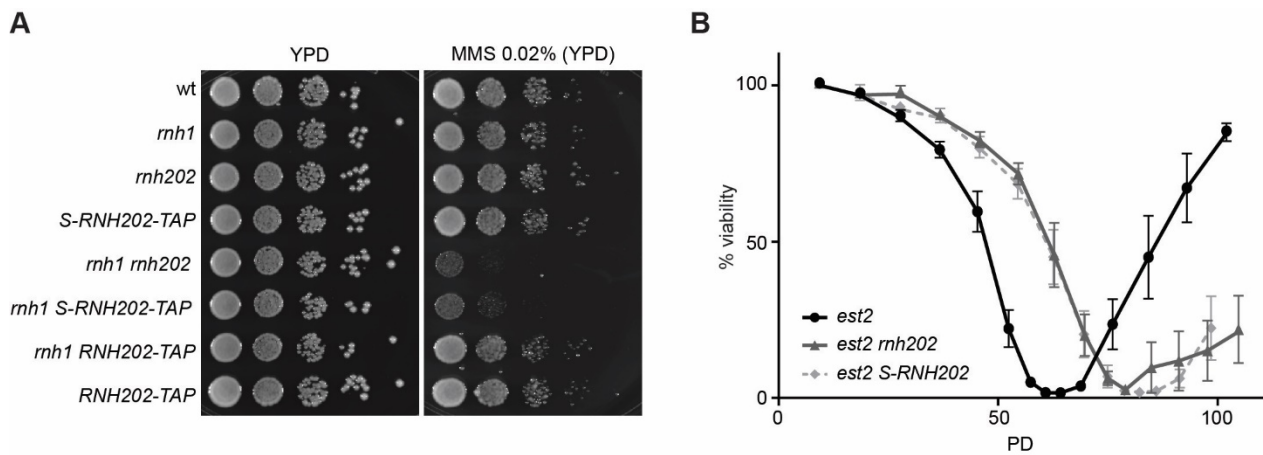 A
YPD
MMS 0.02% (YPD)
wt
rnh1
rnh202
S-RNH202-TAP
rnh1 rnh202
rnh1 S-RNH202-TAP
rnh1 RNH202-TAP
RNH202-TAP
B
100
50
0
% viability
est2
est2 rnh202
est2 S-RNH202
0
50
100
PD